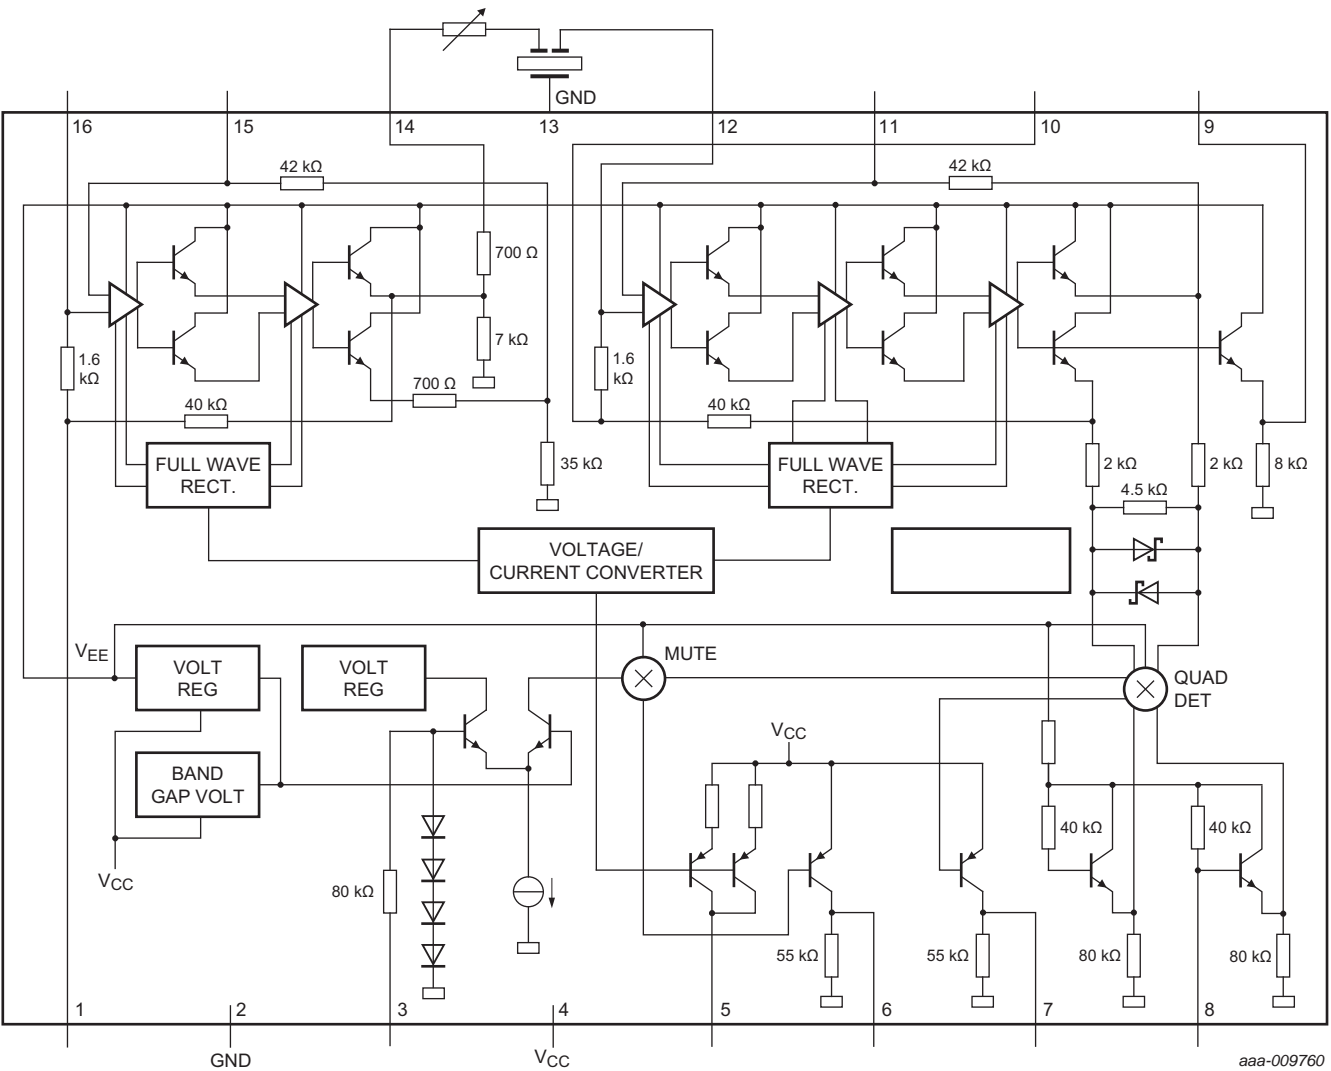 GND
16 15 14 13 12 11 10 9
42 kΩ 42 kΩ
700 Ω
7 kΩ
1.6
kΩ
1.6
kΩ
700 Ω
40 kΩ 40 kΩ
35 kΩ 2 kΩ 2 kΩ 8 kΩ
FULL WAVE
RECT.
FULL WAVE
RECT.
4.5 kΩ
VOLTAGE/
CURRENT CONVERTER
VEE
MUTE
VOLT
REG
VOLT
REG
QUAD
DET
VCC
BAND
GAP VOLT
40 kΩ 40 kΩ
VCC
80 kΩ
55 kΩ 55 kΩ 80 kΩ 80 kΩ
1 2 3 4 5 6 7 8
GND VCC
aaa-009760